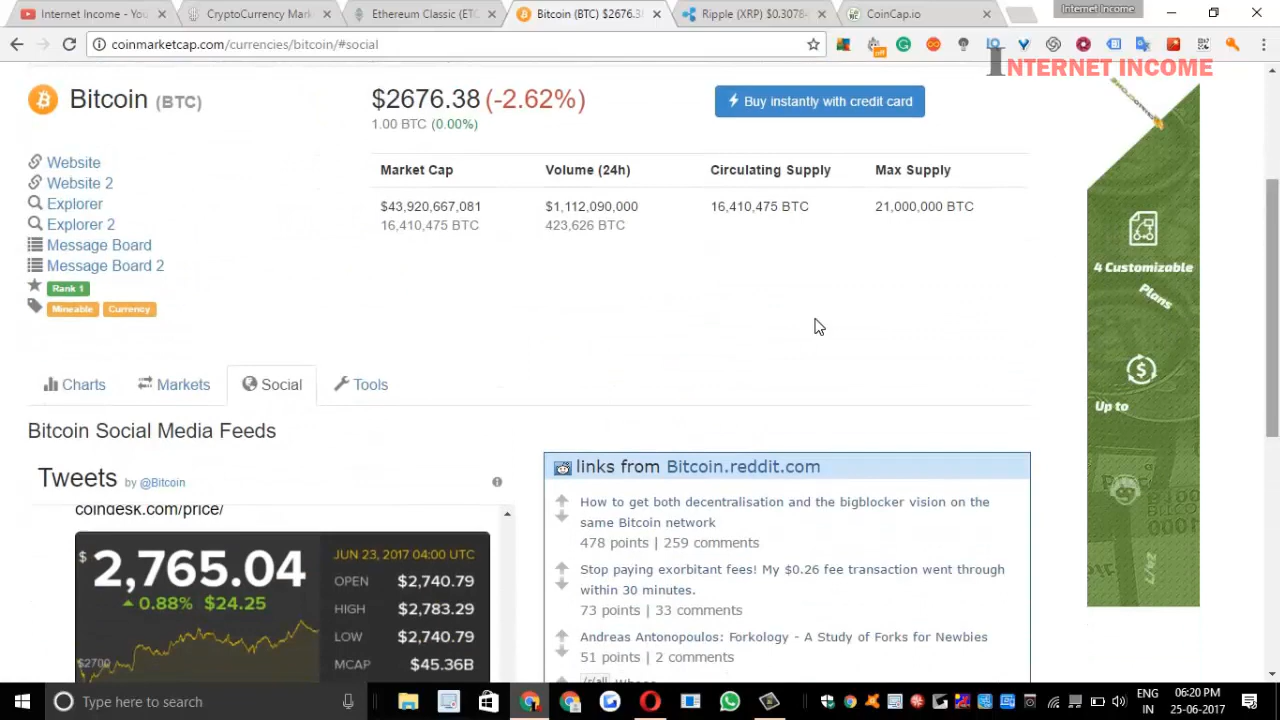 Internet Income - You
CryptoCurrency Mark
Ethereum Classic (ETC
Bitcoin (BTC) $2676.3
Ripple (XRP) $0.30784
CoinCap.io
Internet Income
coinmarketcap.com/currencies/bitcoin/#social
off
INTERNET INCOME
Bitcoin (BTC)
$2676.38 (-2.62%)
1.00 BTC (0.00%)
Buy instantly with credit card
Website
Website 2
Explorer
Explorer 2
Message Board
Message Board 2
Rank 1
Mineable Currency
Market Cap Volume (24h) Circulating Supply Max Supply
$43,920,667,081 $1,112,090,000 16,410,475 BTC 21,000,000 BTC
16,410,475 BTC 423,626 BTC
4 Customizable
Plans
Up to
24/7
Charts Markets Social Tools
Bitcoin Social Media Feeds
Tweets by @Bitcoin
coindesk.com/price/
$2,765.04
0.88% $24.25
$2700
JUN 23, 2017 04:00 UTC
OPEN $2,740.79
HIGH $2,783.29
LOW $2,740.79
MCAP $45.36B
links from Bitcoin.reddit.com
How to get both decentralisation and the bigblocker vision on the
same Bitcoin network
478 points | 259 comments
Stop paying exorbitant fees! My $0.26 fee transaction went through
within 30 minutes.
73 points | 33 comments
Andreas Antonopoulos: Forkology - A Study of Forks for Newbies
51 points | 2 comments
Type here to search
ENG
IN
06:20 PM
25-06-2017